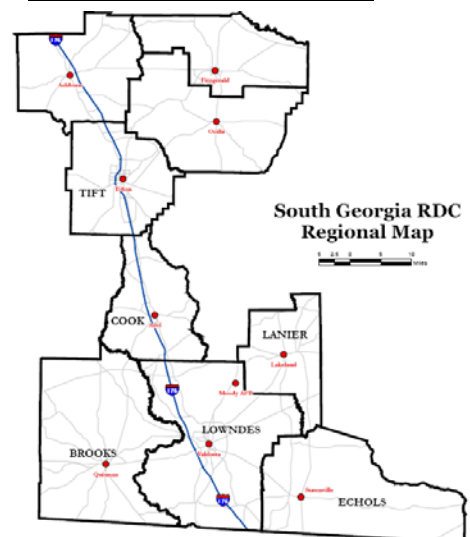 Ashburn
Fitzgerald
Ocilla
TIFT
Tifton
South Georgia RDC
Regional Map
COOK
Adel
LANIER
Lakeland
Moody AFB
LOWNDES
Valdosta
BROOKS
Quitman
Statenville
ECHOLS